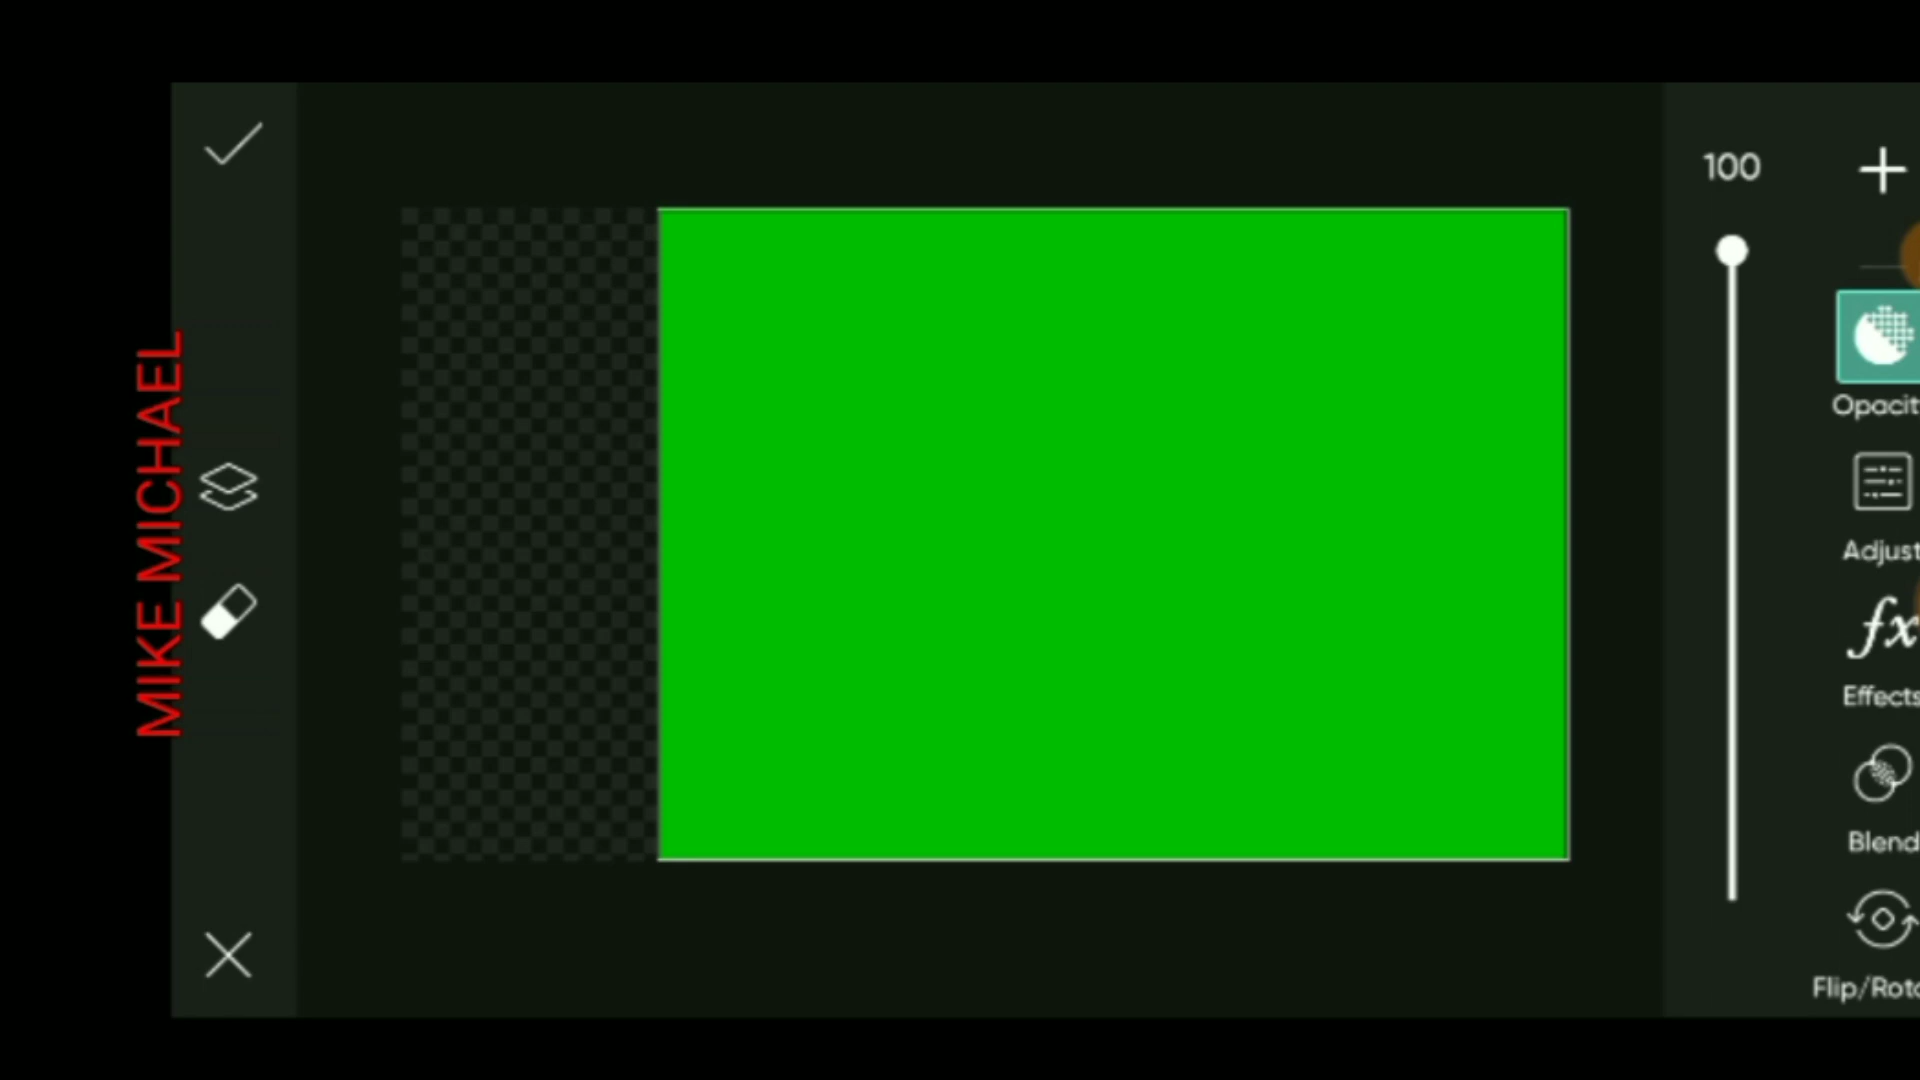 MIKE MICHAEL
100
Opacit
Adjust
fx
Effects
Blend
Flip/Rota